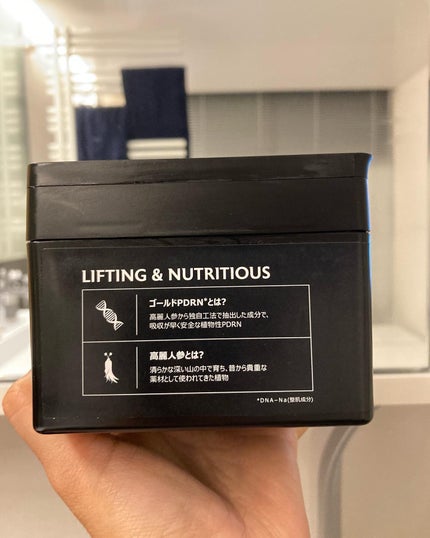 LIFTING & NUTRITIOUS
ゴールドPDRN*とは?
高麗人参から独自工法で抽出した成分で、
吸収が早く安全な植物性PDRN
高麗人参とは?
清らかな深い山の中で育ち、昔から貴重な
薬材として使われてきた植物
*DNA-Na(整肌成分)